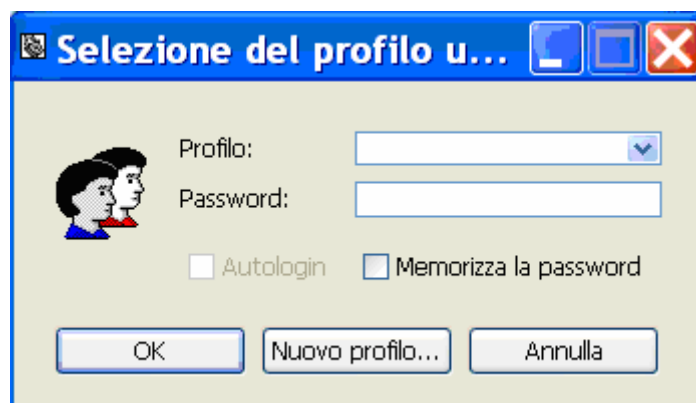 Selezione del profilo u...
Profilo:
Password:
Autologin Memorizza la password
OK Nuovo profilo... Annulla